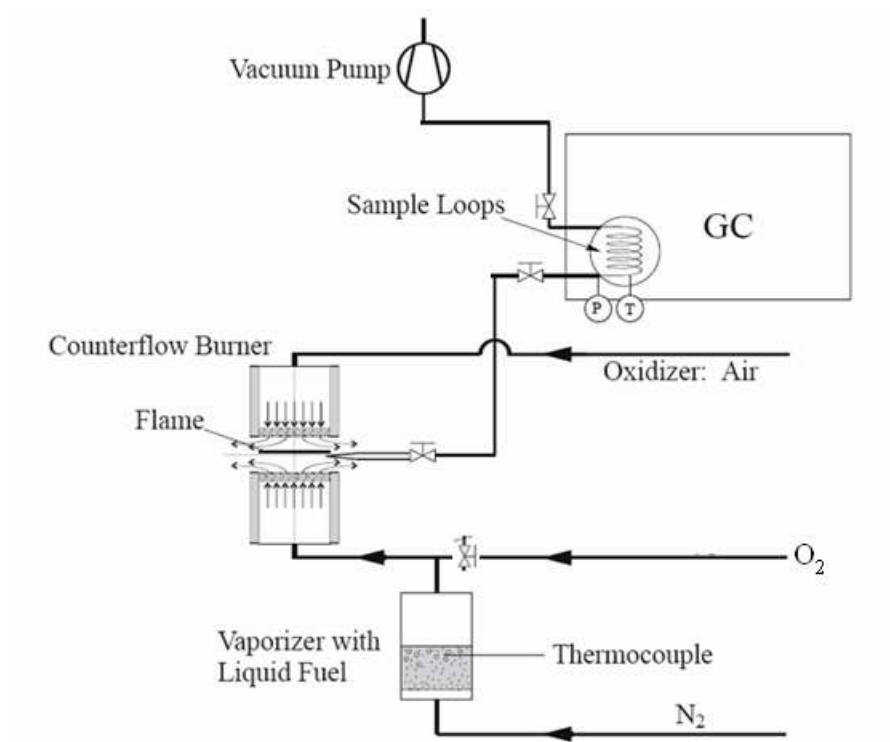 Vacuum Pump
Sample Loops
GC
P
T
Counterflow Burner
Oxidizer: Air
Flame
O2
Vaporizer with
Liquid Fuel
Thermocouple
N2